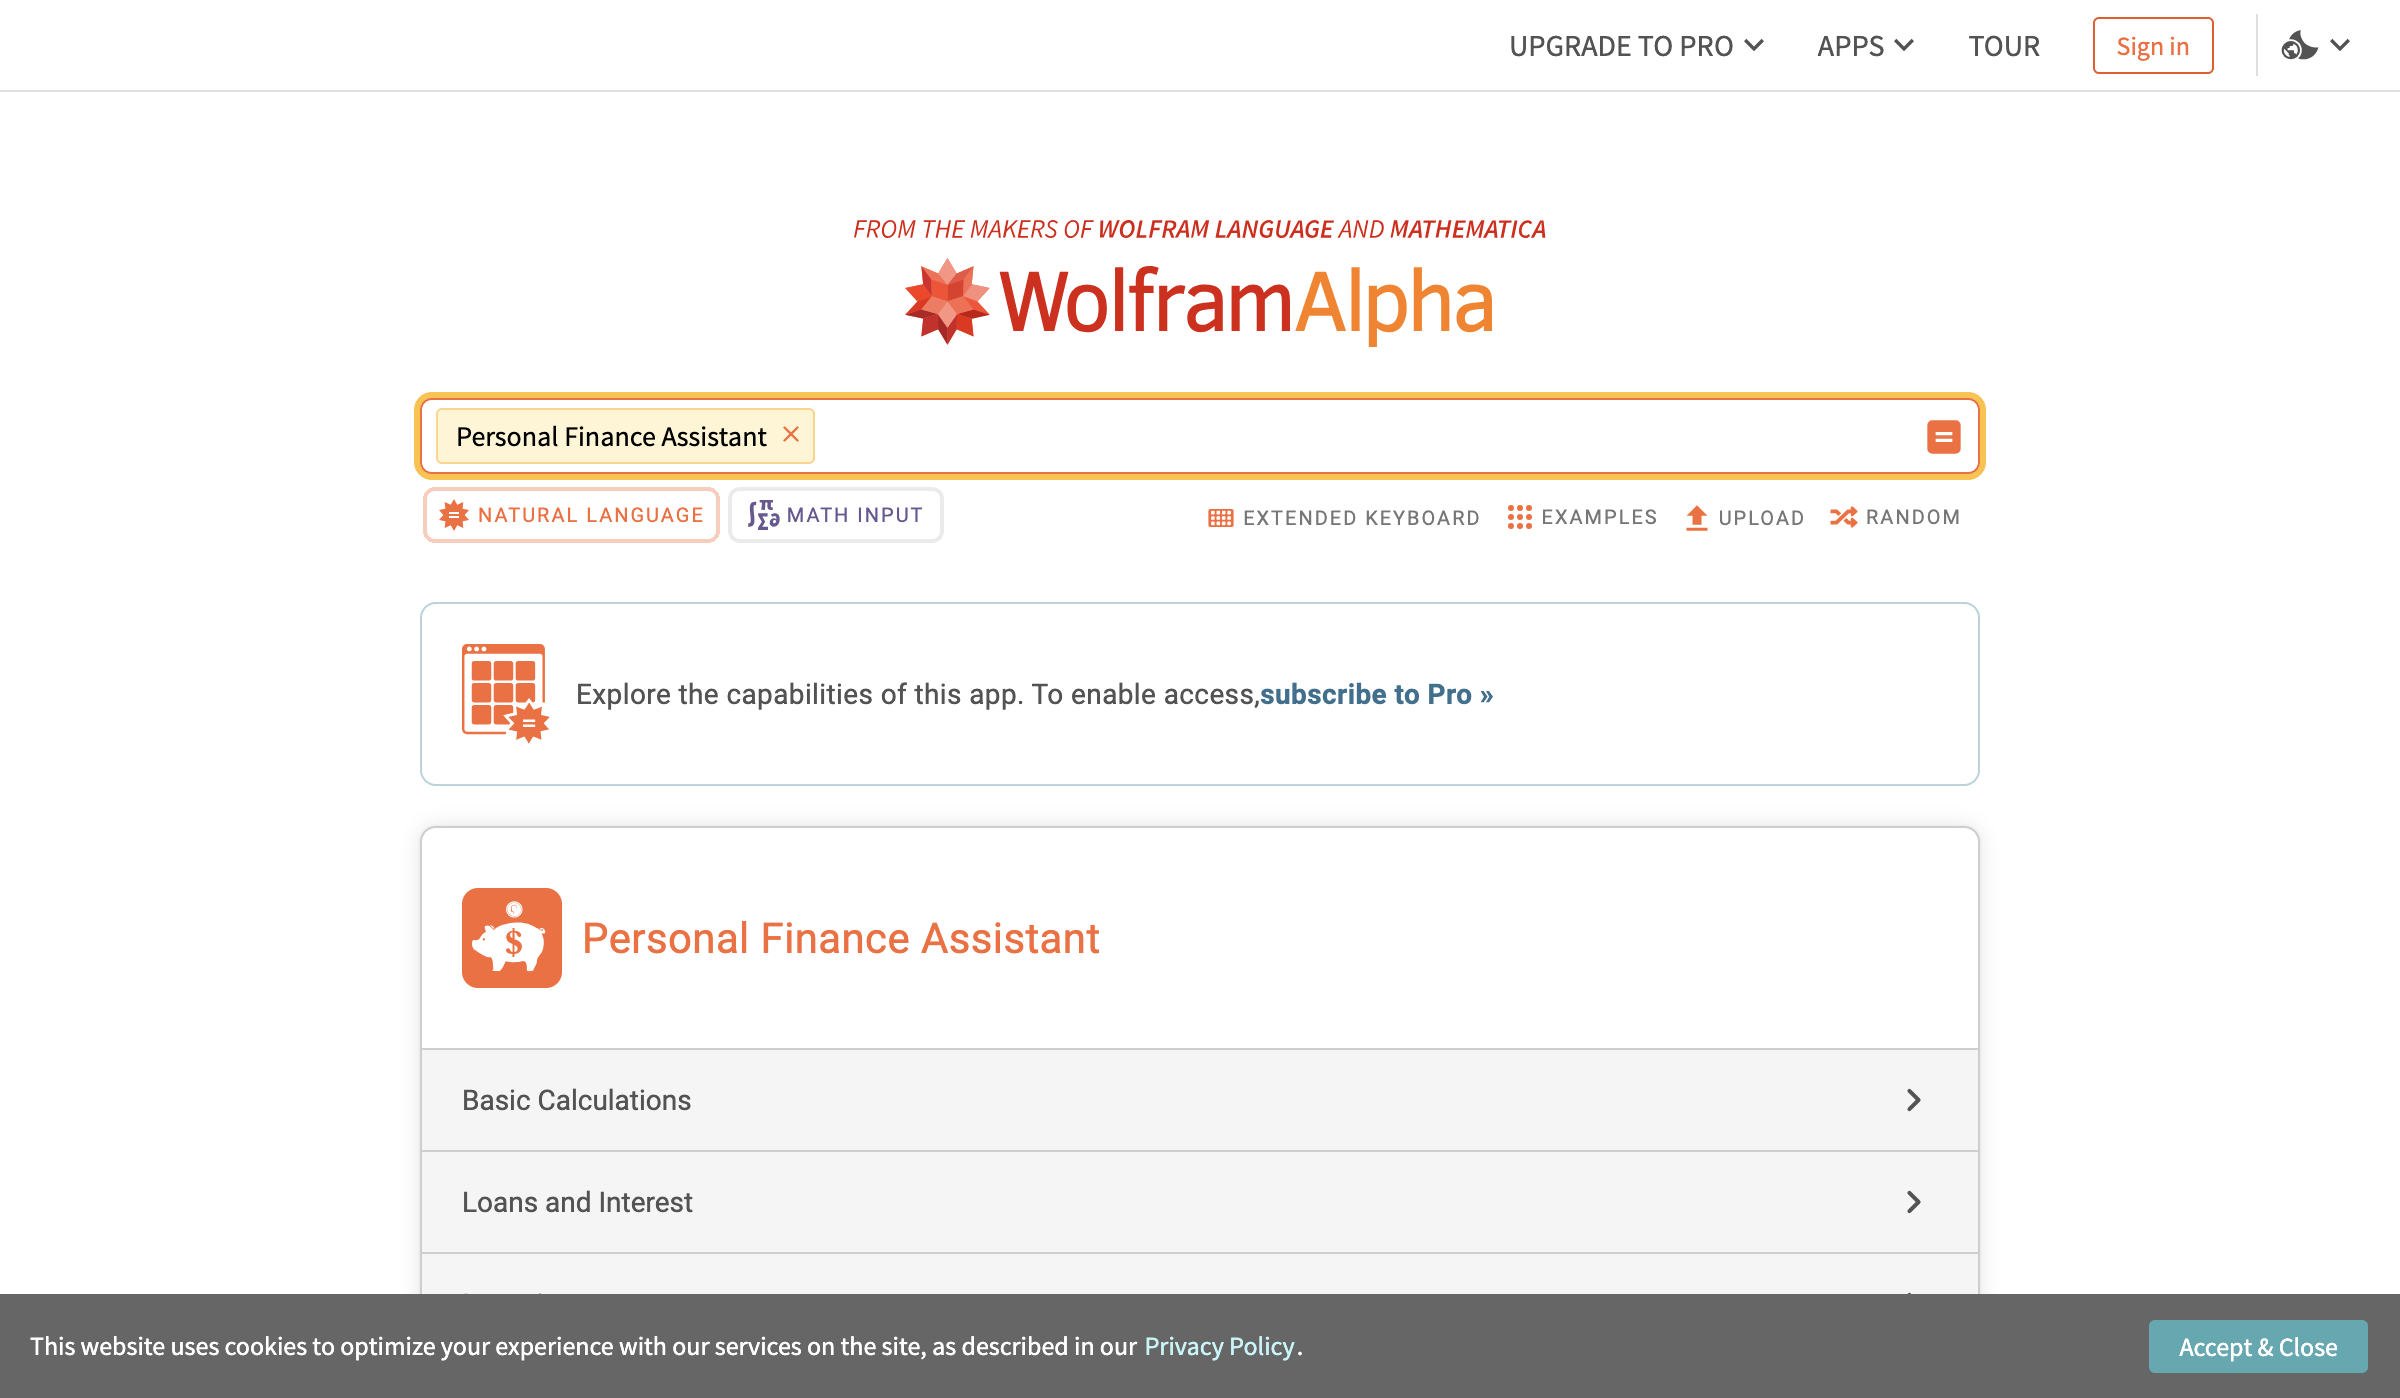 UPGRADE TO PRO
APPS
TOUR
Sign in
FROM THE MAKERS OF WOLFRAM LANGUAGE AND MATHEMATICA
WolframAlpha
Personal Finance Assistant
NATURAL LANGUAGE
MATH INPUT
EXTENDED KEYBOARD
EXAMPLES
UPLOAD
RANDOM
Explore the capabilities of this app. To enable access,subscribe to Pro »
Personal Finance Assistant
Basic Calculations
Loans and Interest
This website uses cookies to optimize your experience with our services on the site, as described in our Privacy Policy.
Accept & Close